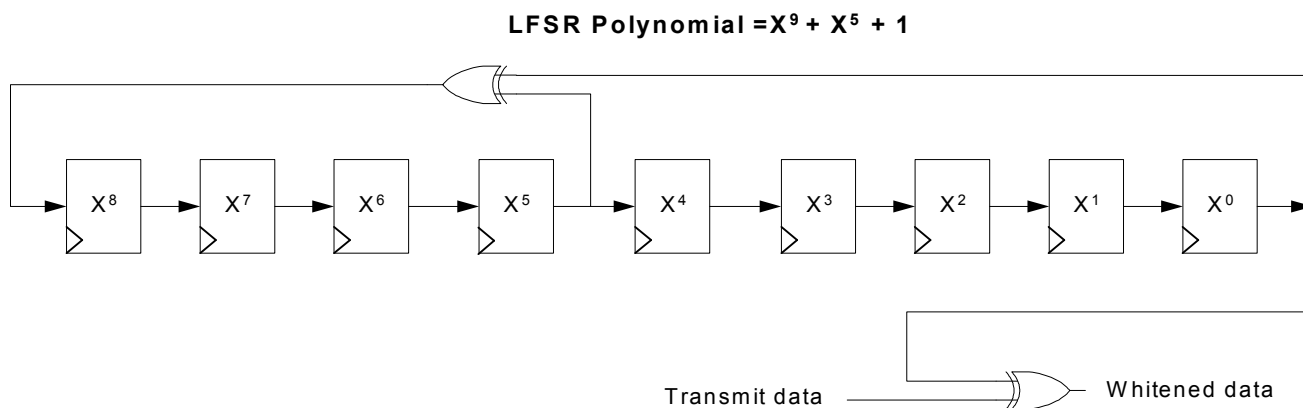 LFSR Polynomial =X⁹ + X⁵ + 1
X⁸ X⁷ X⁶ X⁵ X⁴ X³ X² X¹ X⁰
Transmit data
Whitened data